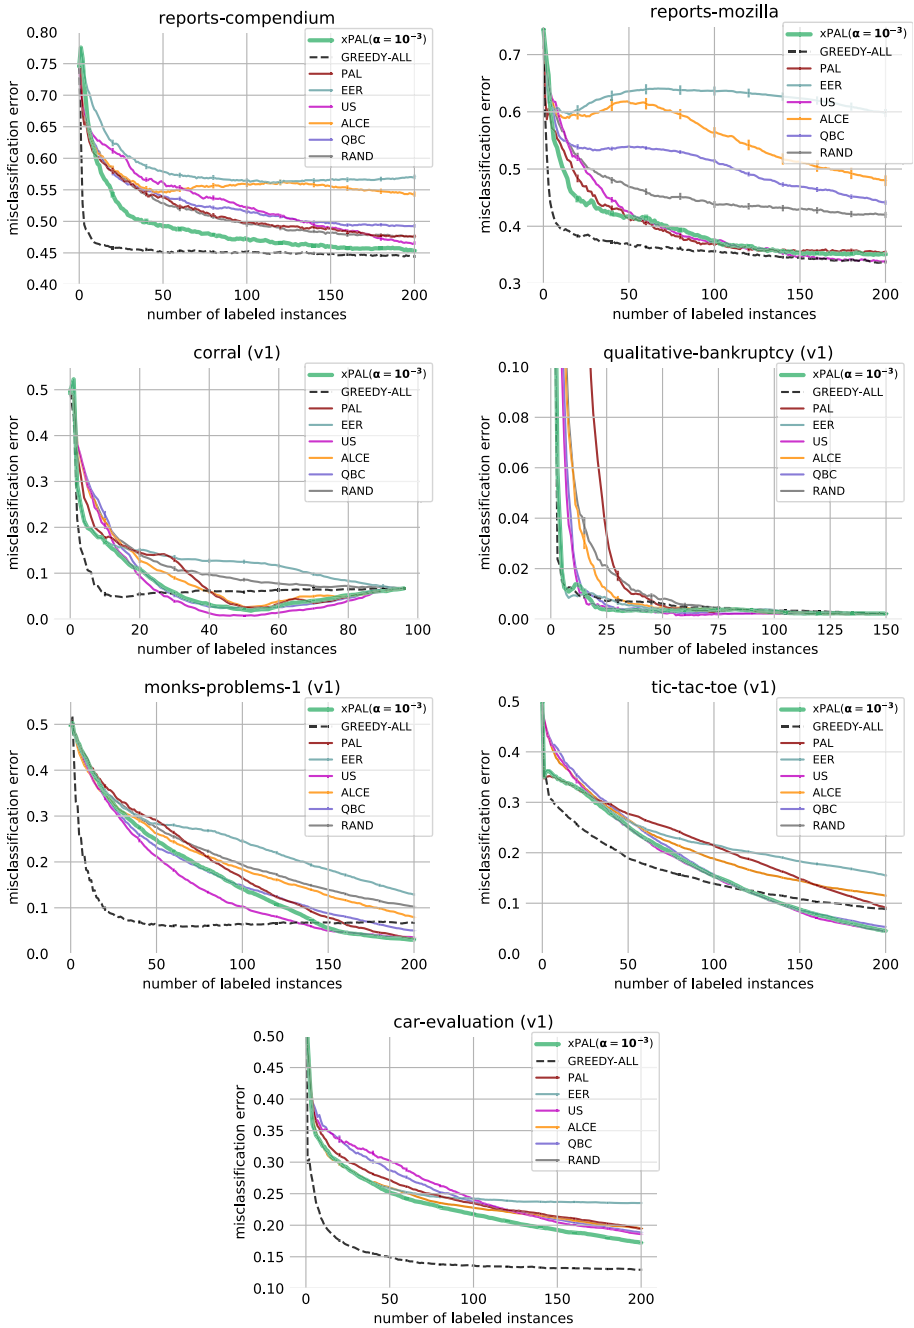 reports-compendium
misclassification error
0.80
0.75
0.70
0.65
0.60
0.55
0.50
0.45
0.40
0
50
100
150
200
number of labeled instances
xPAL(α = 10⁻³)
GREEDY-ALL
PAL
EER
US
ALCE
QBC
RAND
reports-mozilla
misclassification error
0.7
0.6
0.5
0.4
0.3
0
50
100
150
200
number of labeled instances
xPAL(α = 10⁻³)
GREEDY-ALL
PAL
EER
US
ALCE
QBC
RAND
corral (v1)
misclassification error
0.5
0.4
0.3
0.2
0.1
0.0
0
20
40
60
80
100
number of labeled instances
xPAL(α = 10⁻³)
GREEDY-ALL
PAL
EER
US
ALCE
QBC
RAND
qualitative-bankruptcy (v1)
misclassification error
0.10
0.08
0.06
0.04
0.02
0.00
0
25
50
75
100
125
150
number of labeled instances
xPAL(α = 10⁻³)
GREEDY-ALL
PAL
EER
US
ALCE
QBC
RAND
monks-problems-1 (v1)
misclassification error
0.5
0.4
0.3
0.2
0.1
0.0
0
50
100
150
200
number of labeled instances
xPAL(α = 10⁻³)
GREEDY-ALL
PAL
EER
US
ALCE
QBC
RAND
tic-tac-toe (v1)
misclassification error
0.5
0.4
0.3
0.2
0.1
0.0
0
50
100
150
200
number of labeled instances
xPAL(α = 10⁻³)
GREEDY-ALL
PAL
EER
US
ALCE
QBC
RAND
car-evaluation (v1)
misclassification error
0.50
0.45
0.40
0.35
0.30
0.25
0.20
0.15
0.10
0
50
100
150
200
number of labeled instances
xPAL(α = 10⁻³)
GREEDY-ALL
PAL
EER
US
ALCE
QBC
RAND